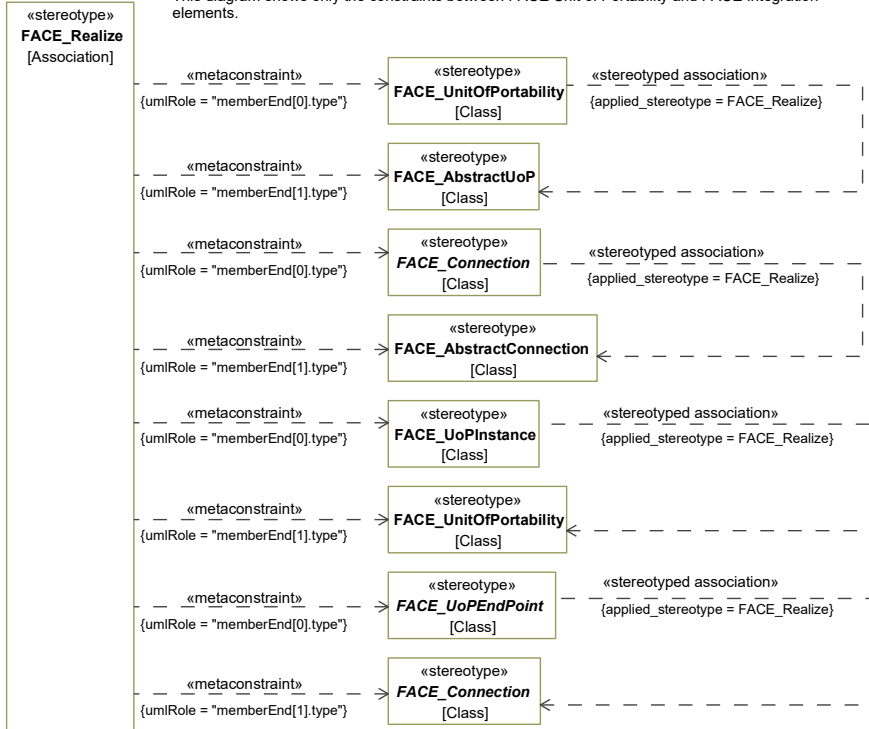 This diagram shows only the constraints between FACE Unit of Portability and FACE Integration
elements.
«stereotype»
FACE_Realize
[Association]
«metaconstraint»
{umlRole = "memberEnd[0].type"}
«stereotype»
FACE_UnitOfPortability
[Class]
«stereotyped association»
{applied_stereotype = FACE_Realize}
«metaconstraint»
{umlRole = "memberEnd[1].type"}
«stereotype»
FACE_AbstractUoP
[Class]
«metaconstraint»
{umlRole = "memberEnd[0].type"}
«stereotype»
FACE_Connection
[Class]
«stereotyped association»
{applied_stereotype = FACE_Realize}
«metaconstraint»
{umlRole = "memberEnd[1].type"}
«stereotype»
FACE_AbstractConnection
[Class]
«metaconstraint»
{umlRole = "memberEnd[0].type"}
«stereotype»
FACE_UoPInstance
[Class]
«stereotyped association»
{applied_stereotype = FACE_Realize}
«metaconstraint»
{umlRole = "memberEnd[1].type"}
«stereotype»
FACE_UnitOfPortability
[Class]
«metaconstraint»
{umlRole = "memberEnd[0].type"}
«stereotype»
FACE_UoPEndPoint
[Class]
«stereotyped association»
{applied_stereotype = FACE_Realize}
«metaconstraint»
{umlRole = "memberEnd[1].type"}
«stereotype»
FACE_Connection
[Class]